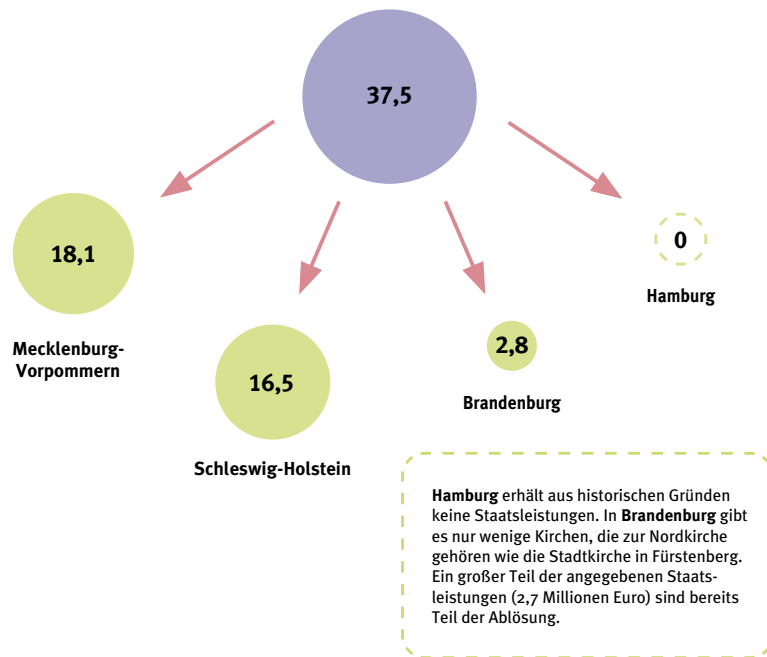 37,5
18,1
0
Hamburg
Mecklenburg-
Vorpommern
2,8
16,5
Brandenburg
Schleswig-Holstein
Hamburg erhält aus historischen Gründen
keine Staatsleistungen. In Brandenburg gibt
es nur wenige Kirchen, die zur Nordkirche
gehören wie die Stadtkirche in Fürstenberg.
Ein großer Teil der angegebenen Staats-
leistungen (2,7 Millionen Euro) sind bereits
Teil der Ablösung.